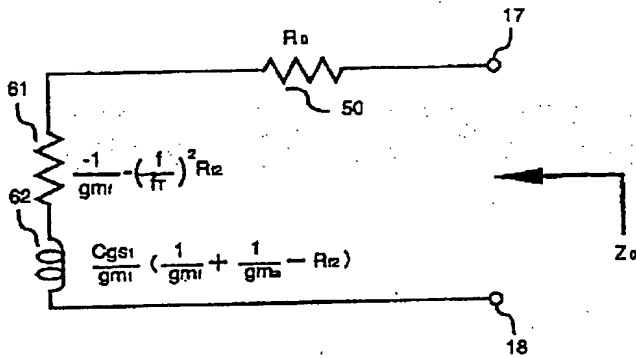 17
R₀
61
50
-1/gm₁ - (f/fT)² Rf2
62
Cgs₁/gm₁ (1/gm₁ + 1/gm₂ - Rf2)
Z₀
18